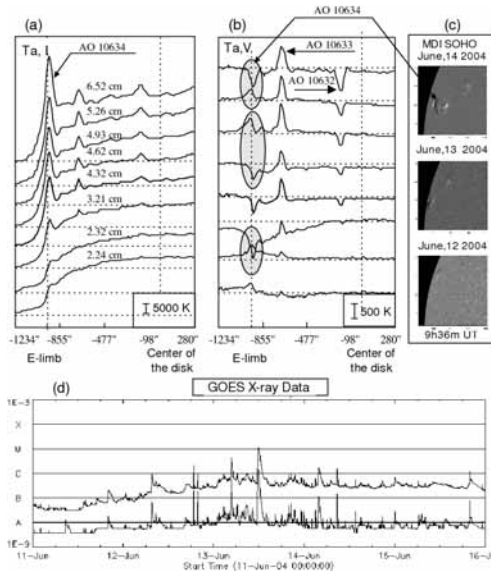 (a)
Ta, I
AO 10634
6.52 cm
5.26 cm
4.93 cm
4.62 cm
4.32 cm
3.21 cm
2.32 cm
2.24 cm
5000 K
-1234" -855" -477" -98" 280"
E-limb Center of
the disk
(b)
Ta,V,
AO 10634
AO 10633
AO 10632
500 K
-1234" -855" -477" -98" 280"
E-limb Center of
the disk
(c)
MDI SOHO
June,14 2004
June,13 2004
June,12 2004
9h36m UT
(d)
GOES X-ray Data
1E-3
X
M
C
B
A
1E-9
11-Jun 12-Jun 13-Jun 14-Jun 15-Jun 16-
Start Time (11-Jun-04 00:00:00)